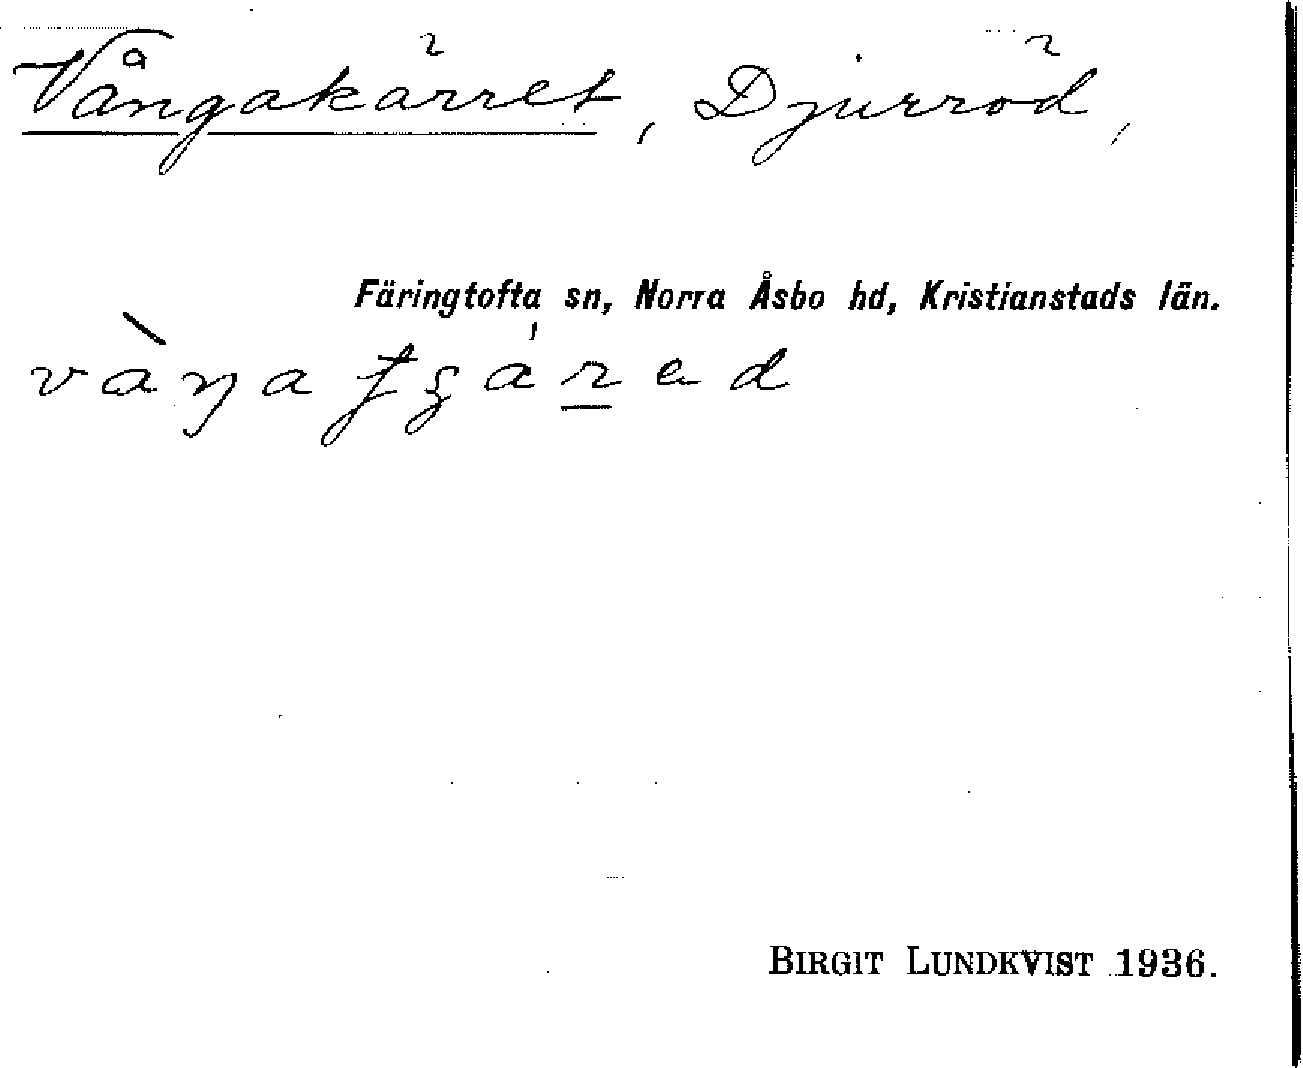 Vångakärret, Djurröd,
Färingtofta sn, Norra Åsbo hd, Kristianstads län.
BIRGIT LUNDKVIST 1936.